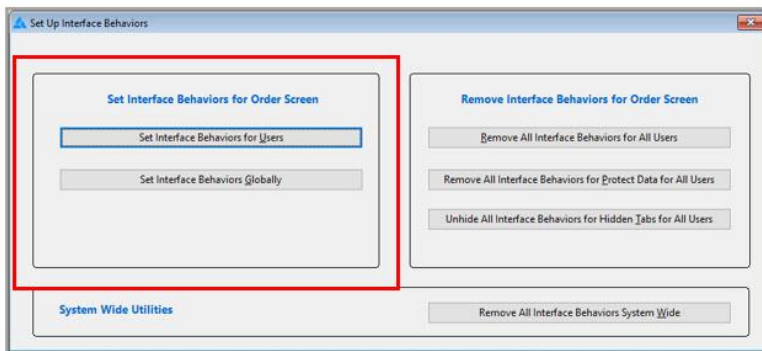 Set Up Interface Behaviors
Set Interface Behaviors for Order Screen
Set Interface Behaviors for Users
Set Interface Behaviors Globally
Remove Interface Behaviors for Order Screen
Remove All Interface Behaviors for All Users
Remove All Interface Behaviors for Protect Data for All Users
Unhide All Interface Behaviors for Hidden Tabs for All Users
System Wide Utilities
Remove All Interface Behaviors System Wide